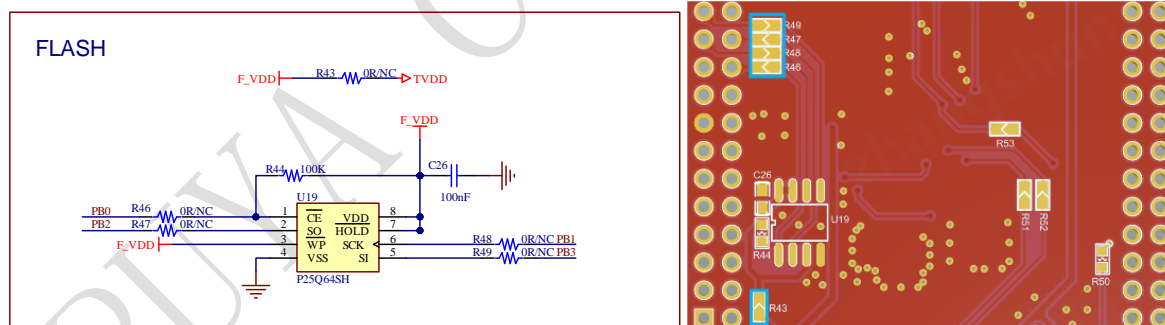 FLASH
F_VDD R43 0R/NC TVDD
F_VDD
R44 100K C26
100nF
U19
PB0 R46 0R/NC 1 CE VDD 8
PB2 R47 0R/NC 2 SO HOLD 7
F_VDD 3 WP SCK 6 R48 0R/NC PB1
4 VSS SI 5 R49 0R/NC PB3
P25Q64SH
PUYA
R49
R47
R48
R46
R53
C26
U19
R51
R52
R44
R50
R43